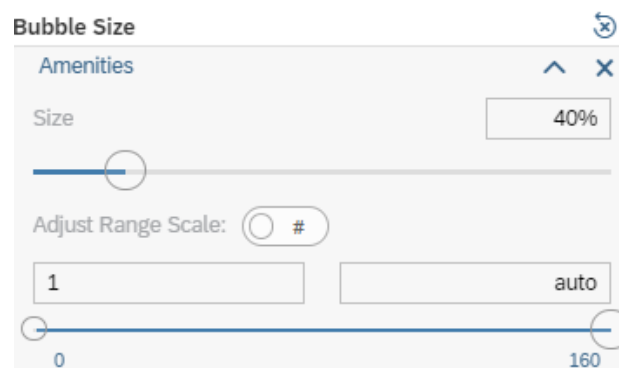 Bubble Size
Amenities
Size 40%
Adjust Range Scale: #
1 auto
0 160